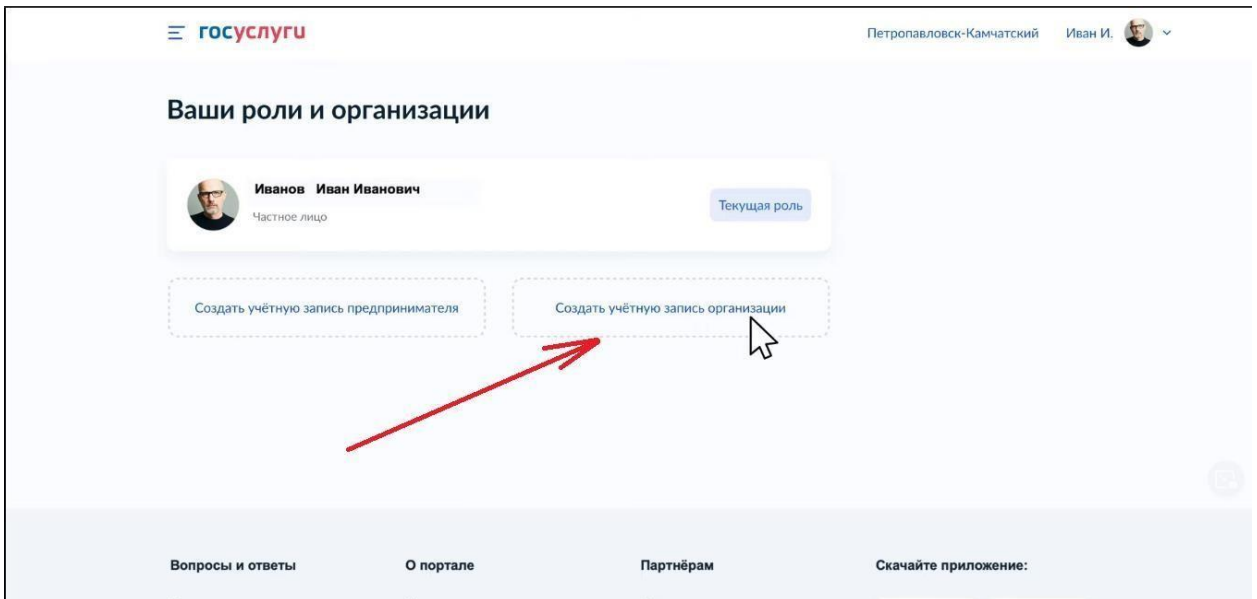 госуслуги
Петропавловск-Камчатский
Иван И.
Ваши роли и организации
Иванов Иван Иванович
Частное лицо
Текущая роль
Создать учётную запись предпринимателя
Создать учётную запись организации
Вопросы и ответы
О портале
Партнёрам
Скачайте приложение: